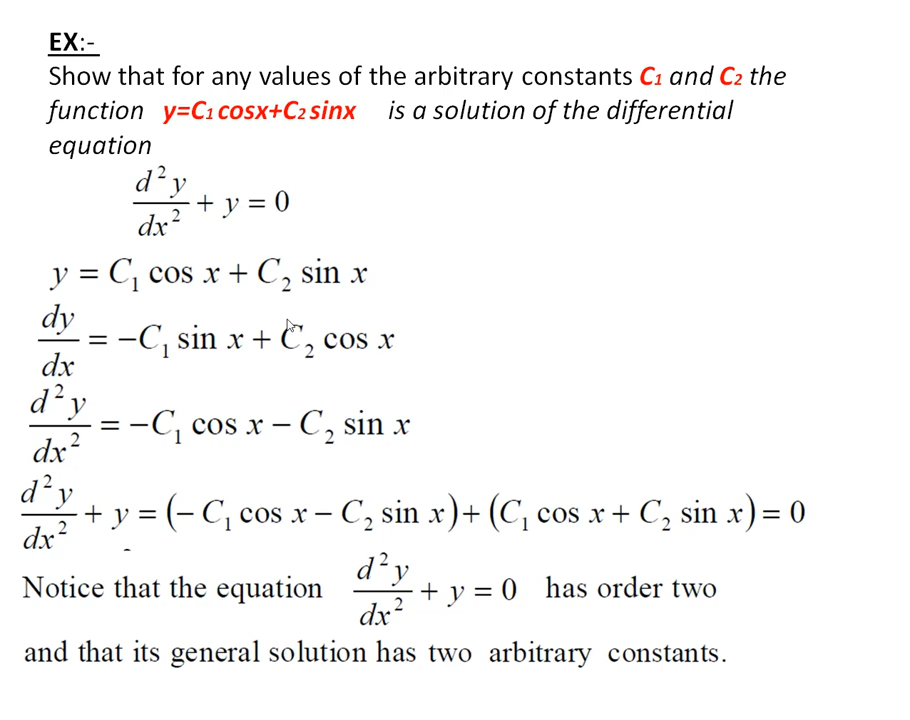 EX:-
Show that for any values of the arbitrary constants C₁ and C₂ the
function y=C₁cosx+C₂sinx is a solution of the differential
equation
d²y/dx² + y = 0
y = C₁ cos x + C₂ sin x
dy/dx = −C₁ sin x + C₂ cos x
d²y/dx² = −C₁ cos x − C₂ sin x
d²y/dx² + y = (− C₁ cos x − C₂ sin x) + (C₁ cos x + C₂ sin x) = 0
Notice that the equation d²y/dx² + y = 0 has order two
and that its general solution has two arbitrary constants.